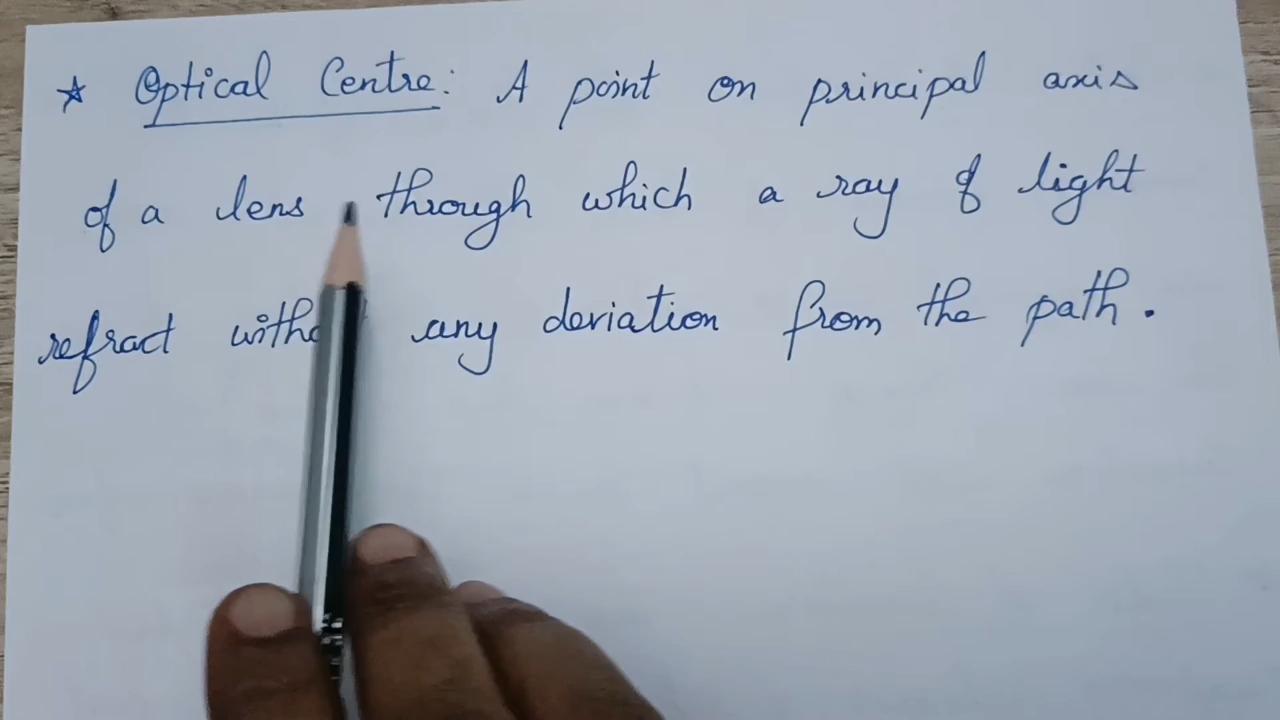 ☆ Optical Centre: A point on principal axis
of a lens through which a ray of light
refract without any deviation from the path.